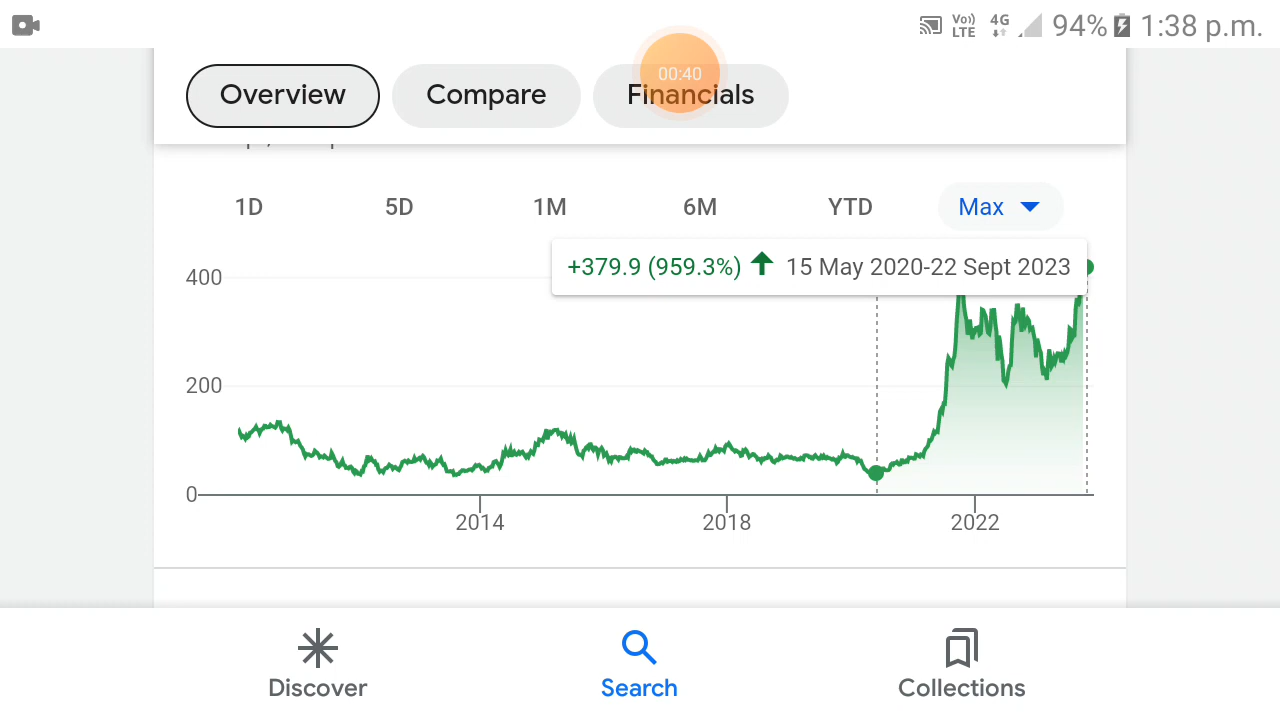 Vo)) LTE 4G 94% 1:38 p.m.
00:40
Overview Compare Financials
1D 5D 1M 6M YTD Max
+379.9 (959.3%) 15 May 2020-22 Sept 2023
400
200
0
2014 2018 2022
Discover Search Collections